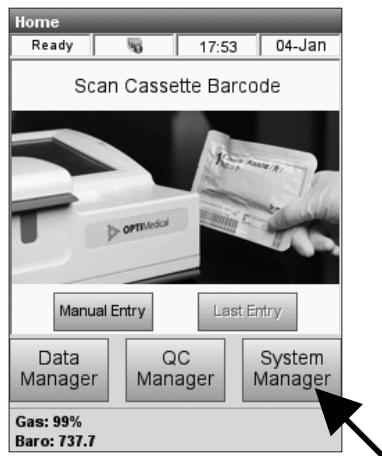 Home
Ready 17:53 04-Jan
Scan Cassette Barcode
OPTIMedical
Manual Entry Last Entry
Data Manager QC Manager System Manager
Gas: 99%
Baro: 737.7